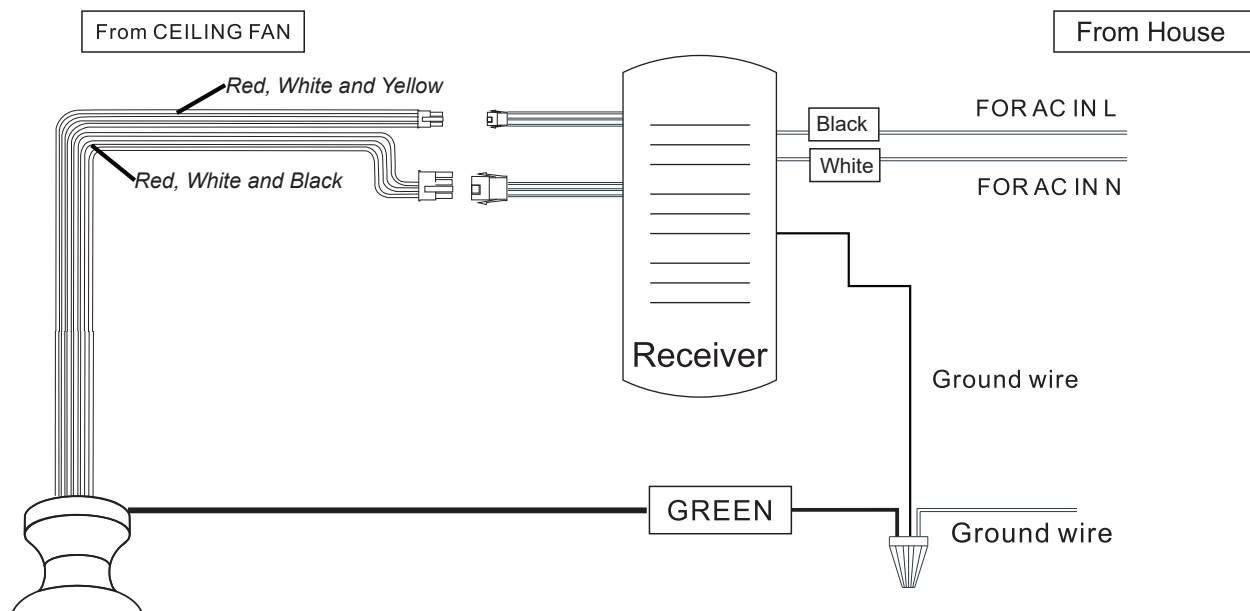 From CEILING FAN
From House
Red, White and Yellow
FOR AC IN L
Black
Red, White and Black
White
FOR AC IN N
Receiver
Ground wire
GREEN
Ground wire